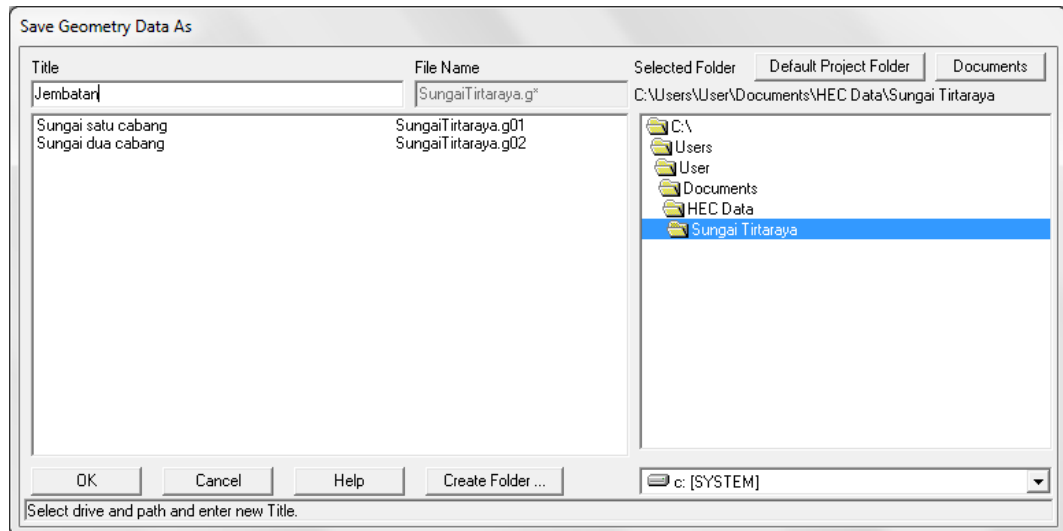 Save Geometry Data As
Title File Name Selected Folder Default Project Folder Documents
Jembatan SungaiTirtaraya.g* C:\Users\User\Documents\HEC Data\Sungai Tirtaraya
Sungai satu cabang SungaiTirtaraya.g01
Sungai dua cabang SungaiTirtaraya.g02
C:\
Users
User
Documents
HEC Data
Sungai Tirtaraya
OK Cancel Help Create Folder ... c: [SYSTEM]
Select drive and path and enter new Title.